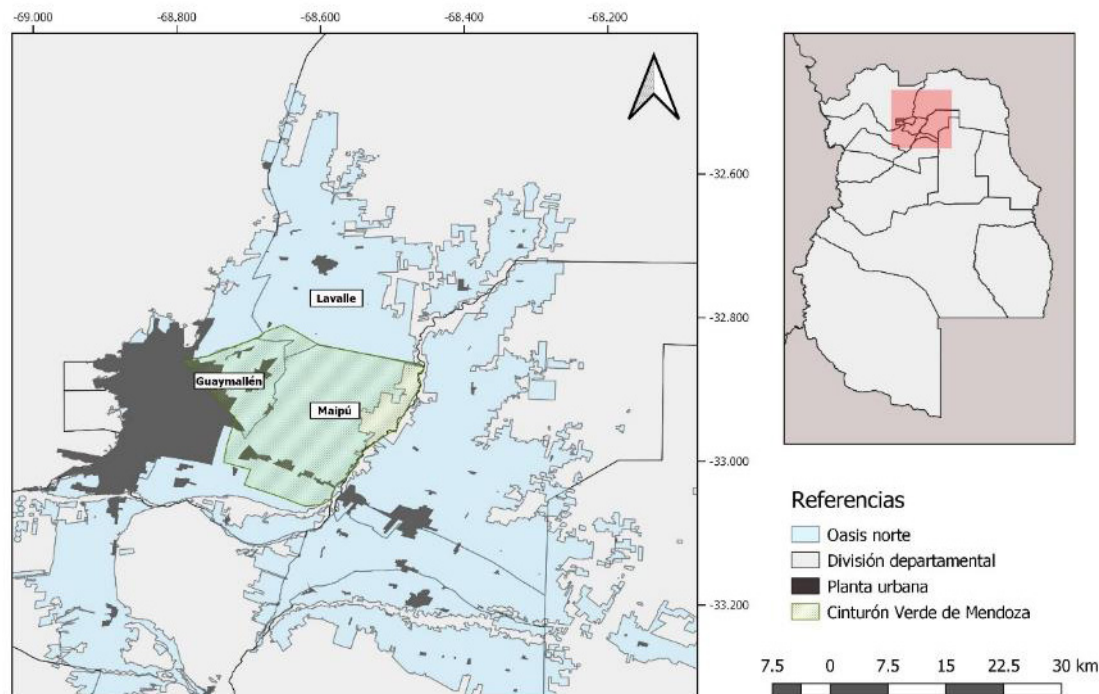 -69.000 -68.800 -68.600 -68.400 -68.200
-32.600
Lavalle
-32.800
Guaymallén
Maipú
-33.000
-33.200
Referencias
Oasis norte
División departamental
Planta urbana
Cinturón Verde de Mendoza
7.5 0 7.5 15 22.5 30 km